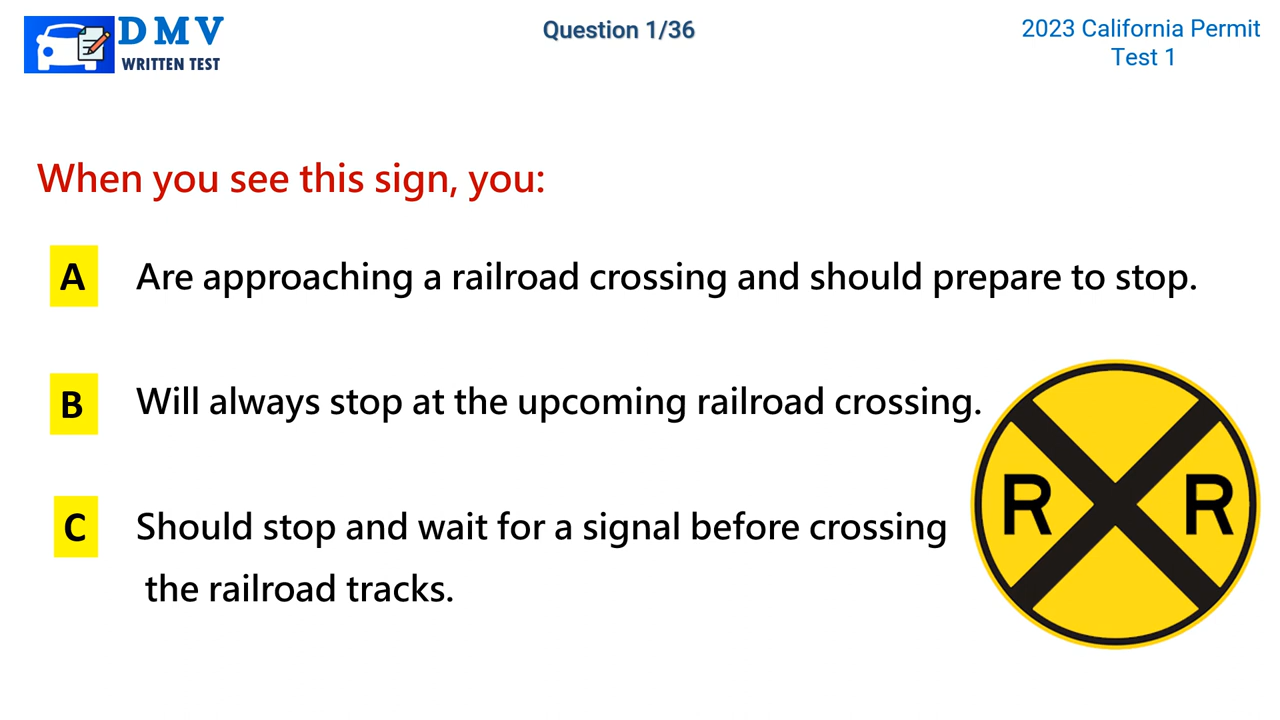 DMV
WRITTEN TEST
Question 1/36
2023 California Permit
Test 1
When you see this sign, you:
A Are approaching a railroad crossing and should prepare to stop.
B Will always stop at the upcoming railroad crossing.
C Should stop and wait for a signal before crossing
the railroad tracks.
R R